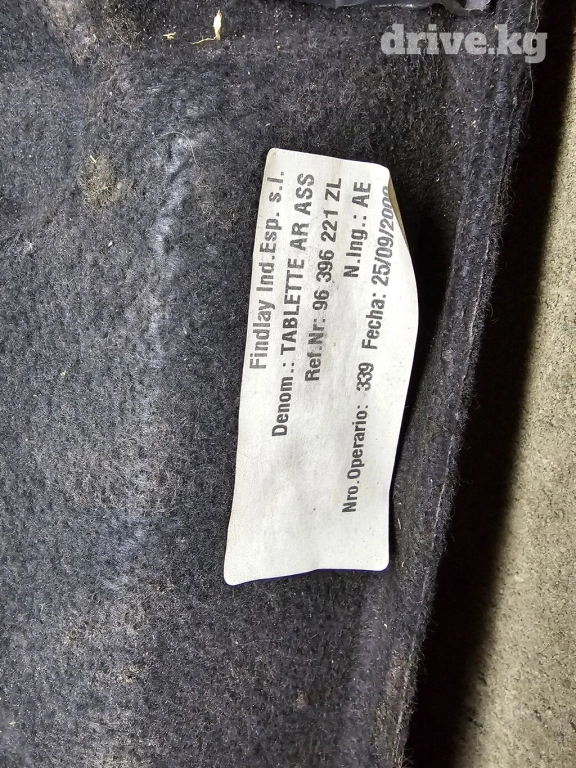 drive.kg
Findlay Ind.Esp. s.l.
Denom.: TABLETTE AR ASS
Ref.Nr: 96 396 221 ZL
N.Ing.: AE
Nro.Operario: 339 Fecha: 25/09/2000